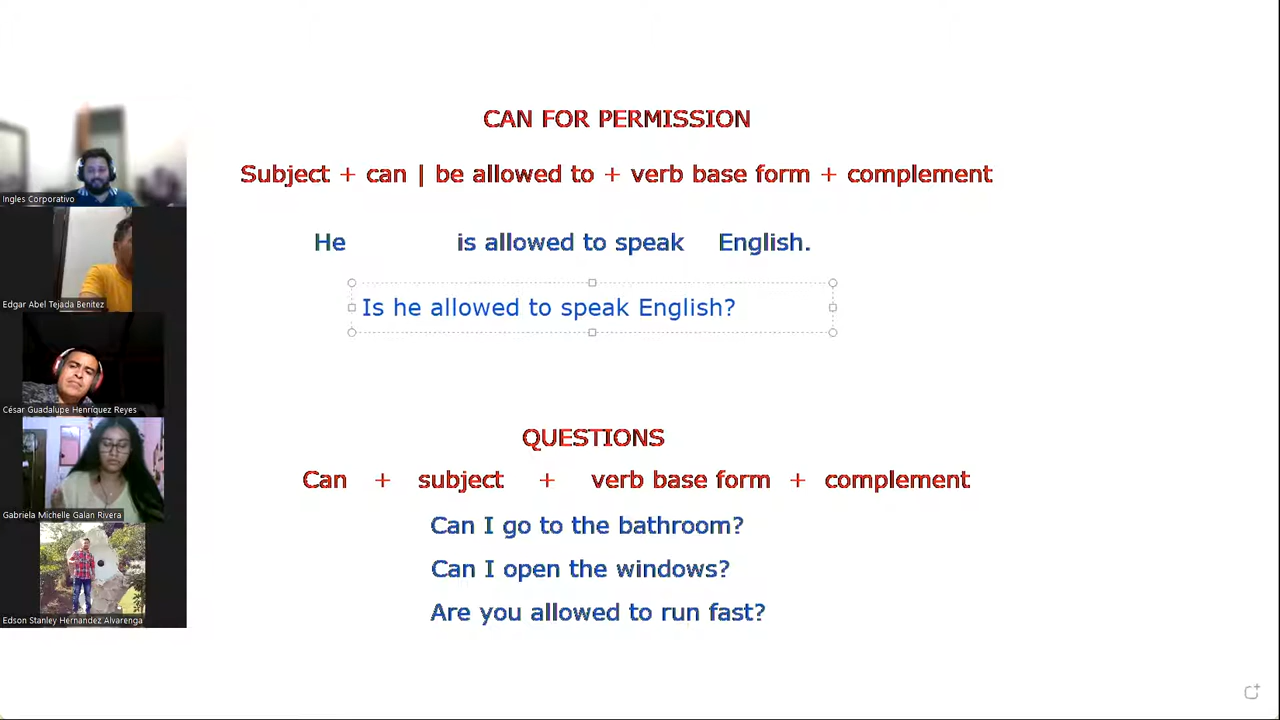 CAN FOR PERMISSION
Subject + can | be allowed to + verb base form + complement
He is allowed to speak English.
Is he allowed to speak English?
QUESTIONS
Can + subject + verb base form + complement
Can I go to the bathroom?
Can I open the windows?
Are you allowed to run fast?
Ingles Corporativo
Edgar Abel Tejada Benitez
César Guadalupe Henríquez Reyes
Gabriela Michelle Galan Rivera
Edson Stanley Hernandez Alvarenga